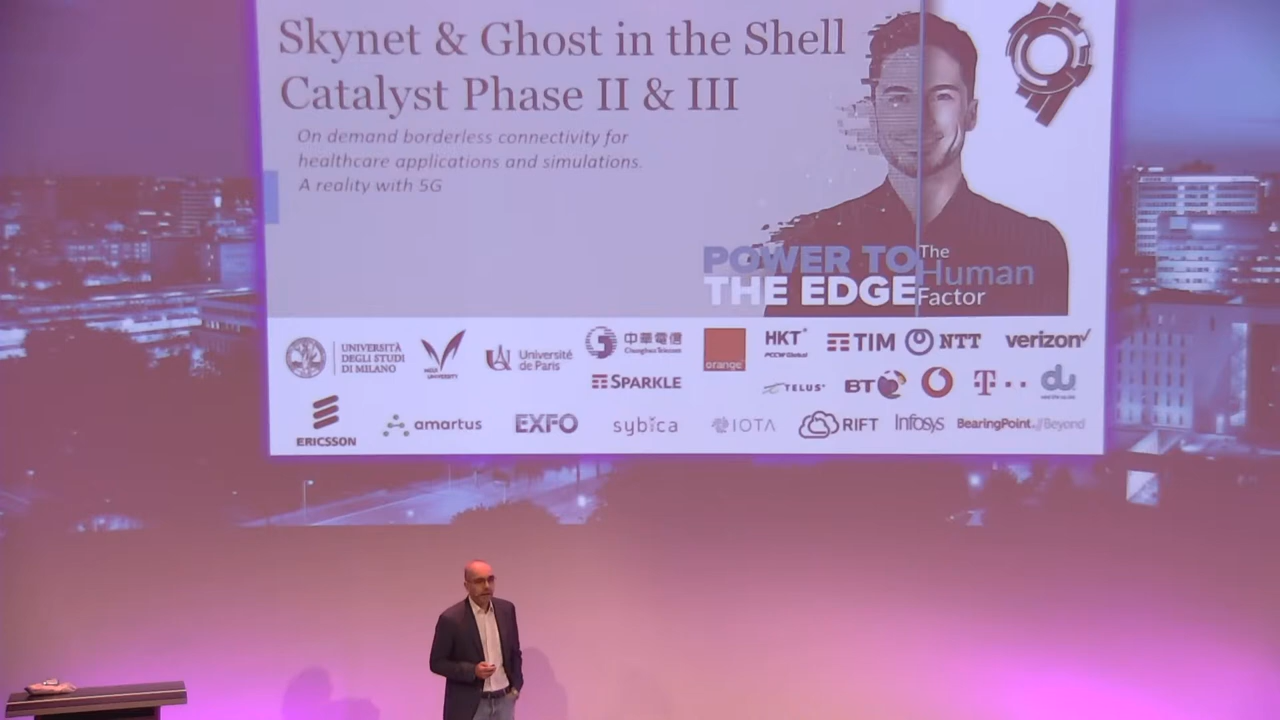 Skynet & Ghost in the Shell
Catalyst Phase II & III
On demand borderless connectivity for
healthcare applications and simulations.
A reality with 5G
POWER TO
THE EDGE
The
Human
Factor
UNIVERSITÀ
DEGLI STUDI
DI MILANO
UNIVERSITY
Université
de Paris
中華電信
Chunghwa Telecom
orange
HKT
PCCW Global
TIM
NTT
verizon
SPARKLE
TELUS
BT
T
du
ERICSSON
amartus
EXFO
sybica
IOTA
RIFT
Infosys
BearingPoint//Beyond